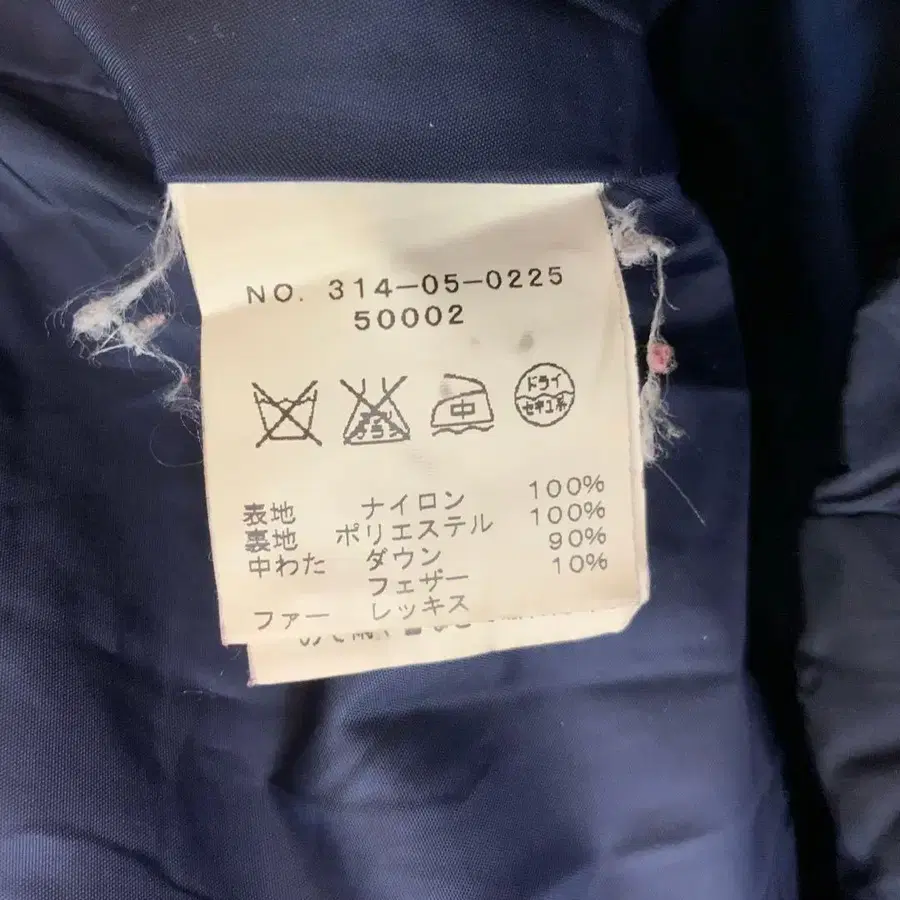 NO. 314-05-0225
50002
中 ドライ
セキユ系
表地 ナイロン 100%
裏地 ポリエステル 100%
中わた ダウン 90%
フェザー 10%
ファー レッキス